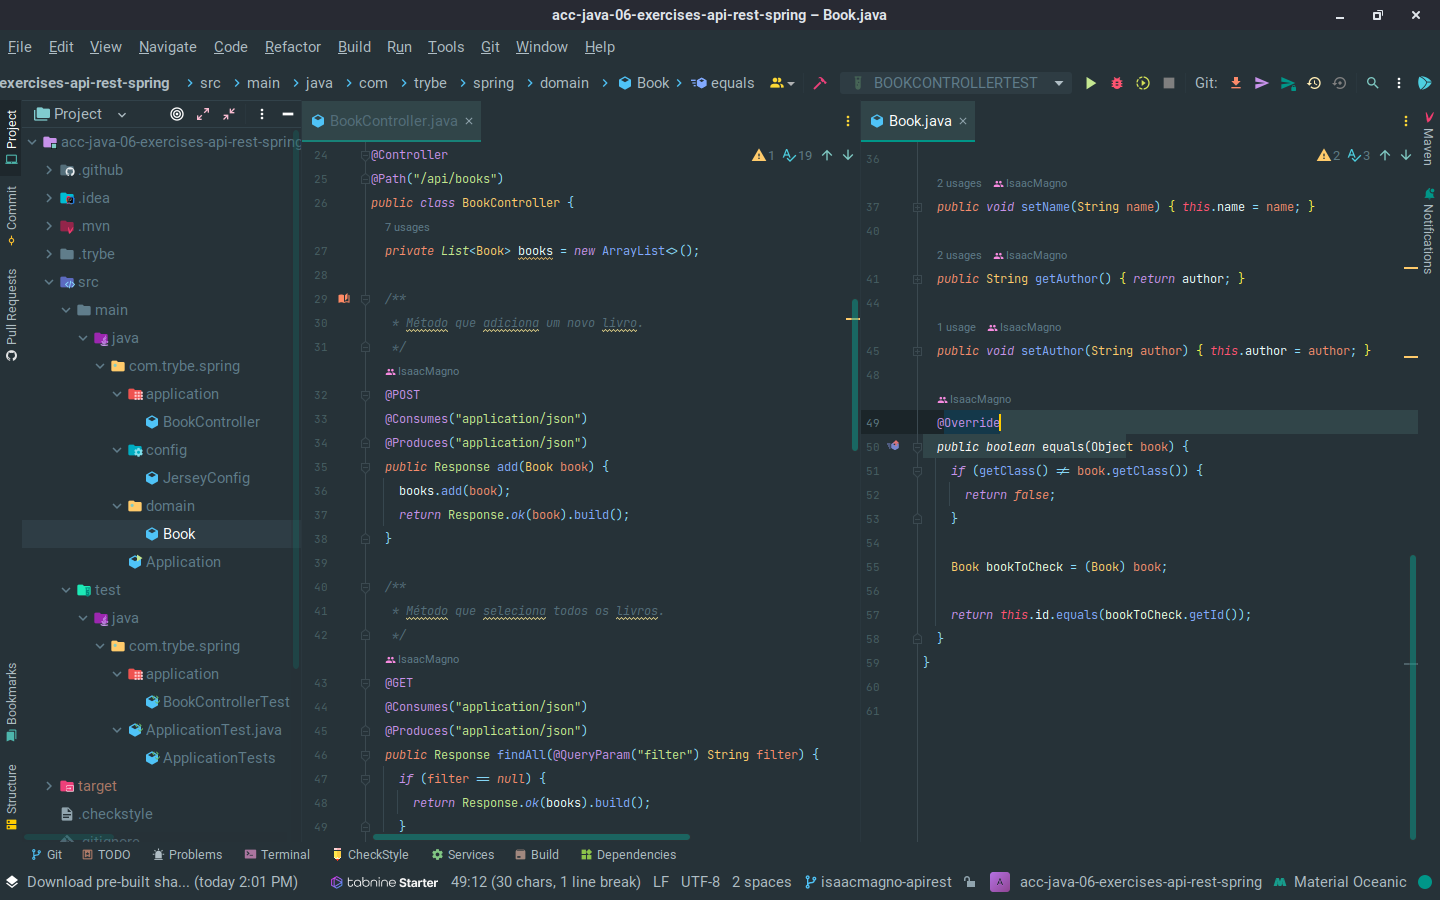 acc-java-06-exercises-api-rest-spring – Book.java
File Edit View Navigate Code Refactor Build Run Tools Git Window Help
exercises-api-rest-spring > src > main > java > com > trybe > spring > domain > Book > equals
BOOKCONTROLLERTEST
Git:
Project
BookController.java
Book.java
Project
Commit
Pull Requests
Bookmarks
Structure
acc-java-06-exercises-api-rest-spring
.github
.idea
.mvn
.trybe
src
main
java
com.trybe.spring
application
BookController
config
JerseyConfig
domain
Book
Application
test
java
com.trybe.spring
application
BookControllerTest
ApplicationTest.java
ApplicationTests
target
.checkstyle
.gitignore
1 19
24 @Controller
25 @Path("/api/books")
26 public class BookController {
7 usages
27 private List<Book> books = new ArrayList<>();
28
29 /**
30 * Método que adiciona um novo livro.
31 */
IsaacMagno
32 @POST
33 @Consumes("application/json")
34 @Produces("application/json")
35 public Response add(Book book) {
36 books.add(book);
37 return Response.ok(book).build();
38 }
39
40 /**
41 * Método que seleciona todos os livros.
42 */
IsaacMagno
43 @GET
44 @Consumes("application/json")
45 @Produces("application/json")
46 public Response findAll(@QueryParam("filter") String filter) {
47 if (filter == null) {
48 return Response.ok(books).build();
49 }
2 3
36
2 usages IsaacMagno
37 public void setName(String name) { this.name = name; }
40
2 usages IsaacMagno
41 public String getAuthor() { return author; }
44
1 usage IsaacMagno
45 public void setAuthor(String author) { this.author = author; }
48
IsaacMagno
49 @Override
50 public boolean equals(Object book) {
51 if (getClass() != book.getClass()) {
52 return false;
53 }
54
55 Book bookToCheck = (Book) book;
56
57 return this.id.equals(bookToCheck.getId());
58 }
59 }
60
61
Maven
Notifications
Git TODO Problems Terminal CheckStyle Services Build Dependencies
Download pre-built sha... (today 2:01 PM) tabnine Starter 49:12 (30 chars, 1 line break) LF UTF-8 2 spaces isaacmagno-apirest A acc-java-06-exercises-api-rest-spring Material Oceanic